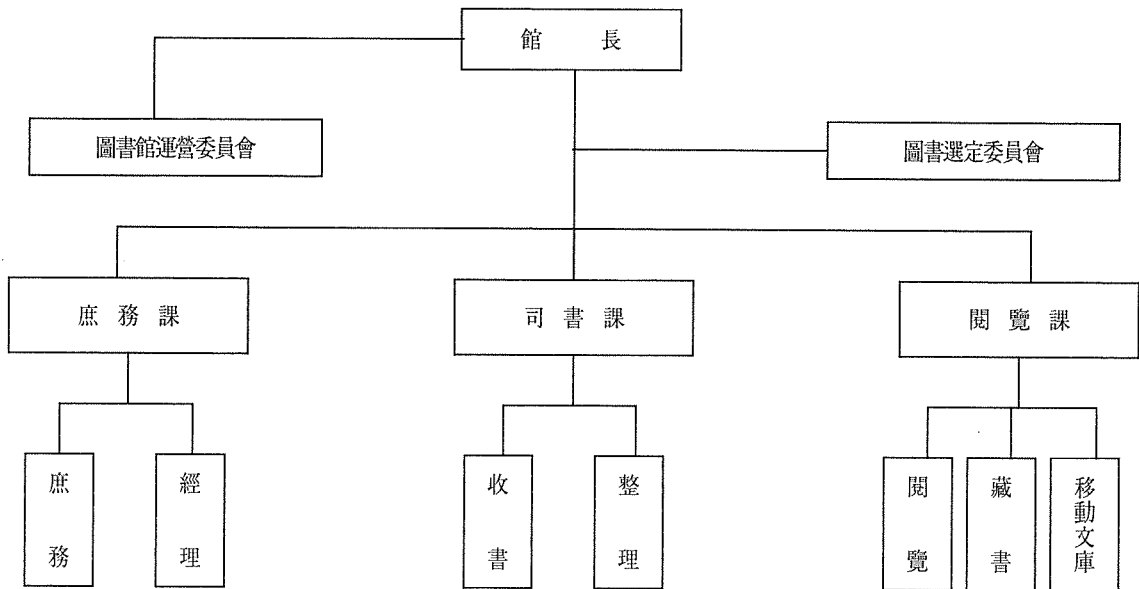 館長
圖書館運營委員會
圖書選定委員會
庶務課
司書課
閱覽課
庶務
經理
收書
整理
閱覽
藏書
移動文庫